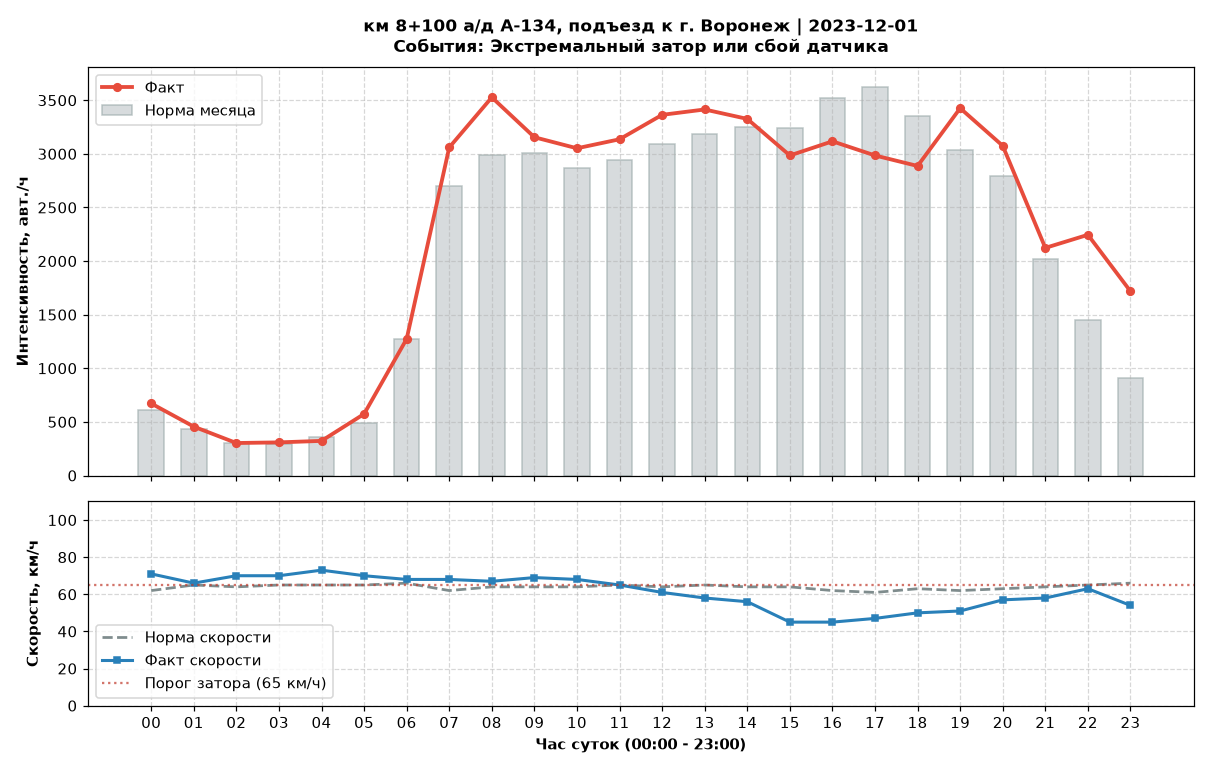 км 8+100 а/д А-134, подъезд к г. Воронеж | 2023-12-01
События: Экстремальный затор или сбой датчика
Интенсивность, авт./ч
3500
3000
2500
2000
1500
1000
500
0
Факт
Норма месяца
Скорость, км/ч
100
80
60
40
20
0
Норма скорости
Факт скорости
Порог затора (65 км/ч)
00 01 02 03 04 05 06 07 08 09 10 11 12 13 14 15 16 17 18 19 20 21 22 23
Час суток (00:00 - 23:00)